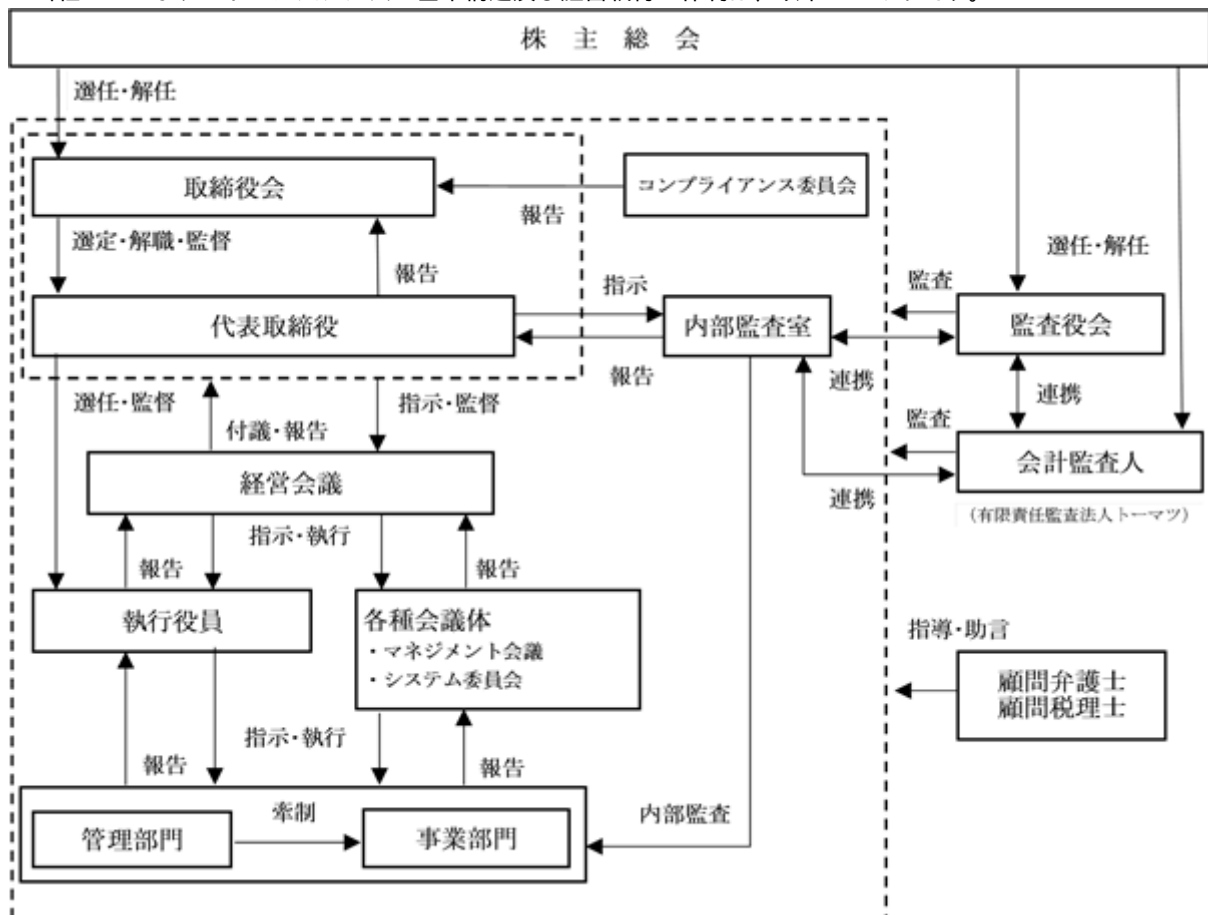 株主総会
選任・解任
取締役会
コンプライアンス委員会
報告
選定・解職・監督
報告
選任・解任
指示
監査
代表取締役
内部監査室
監査役会
報告
連携
連携
選任・監督
指示・監督
付議・報告
監査
経営会議
会計監査人
連携
(有限責任監査法人トーマツ)
指示・執行
報告
報告
執行役員
各種会議体
・マネジメント会議
・システム委員会
指導・助言
顧問弁護士
顧問税理士
指示・執行
報告
報告
牽制
内部監査
管理部門
事業部門